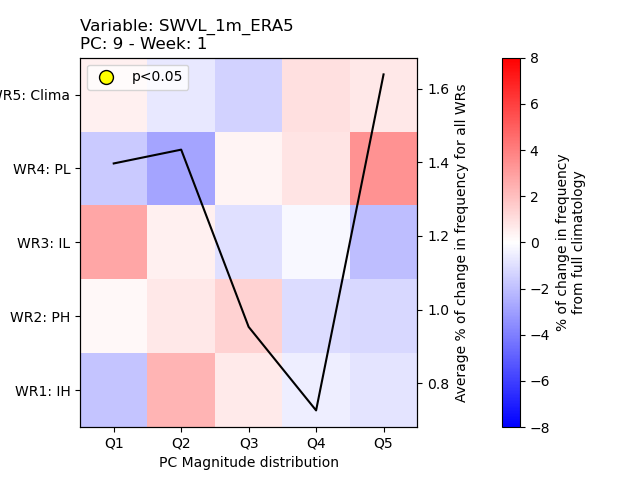 Variable: SWVL_1m_ERA5
PC: 9 - Week: 1
p<0.05
WR5: Clima
WR4: PL
WR3: IL
WR2: PH
WR1: IH
Q1 Q2 Q3 Q4 Q5
PC Magnitude distribution
1.6
1.4
1.2
1.0
0.8
Average % of change in frequency for all WRs
8
6
4
2
0
−2
−4
−6
−8
% of change in frequency
from full climatology